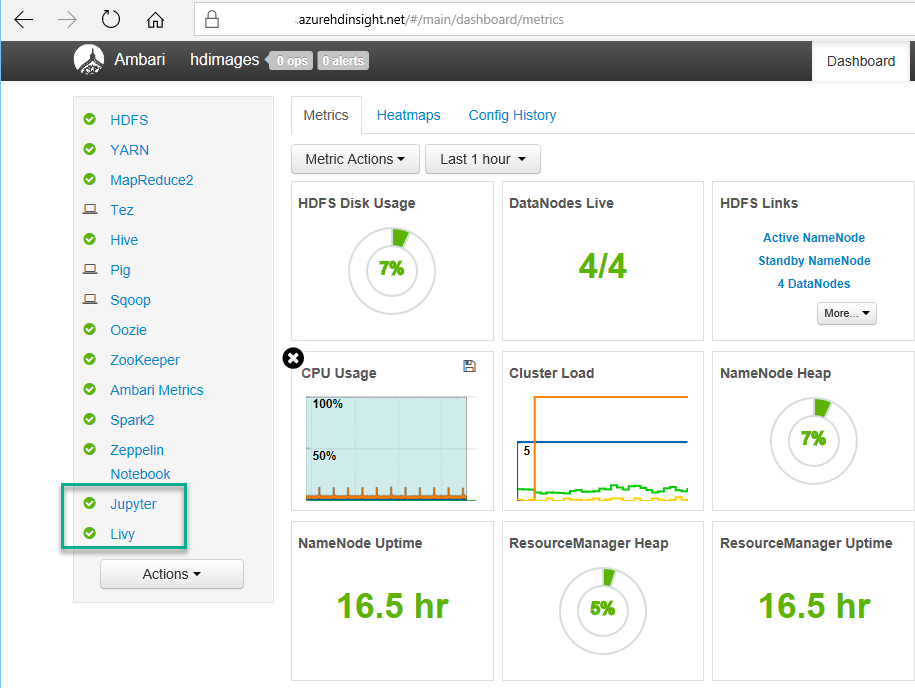 .azurehdinsight.net/#/main/dashboard/metrics
Ambari hdimages 0 ops 0 alerts Dashboard
HDFS
YARN
MapReduce2
Tez
Hive
Pig
Sqoop
Oozie
ZooKeeper
Ambari Metrics
Spark2
Zeppelin
Notebook
Jupyter
Livy
Actions
Metrics Heatmaps Config History
Metric Actions Last 1 hour
HDFS Disk Usage
7%
DataNodes Live
4/4
HDFS Links
Active NameNode
Standby NameNode
4 DataNodes
More...
CPU Usage
100%
50%
Cluster Load
5
NameNode Heap
7%
NameNode Uptime
16.5 hr
ResourceManager Heap
5%
ResourceManager Uptime
16.5 hr